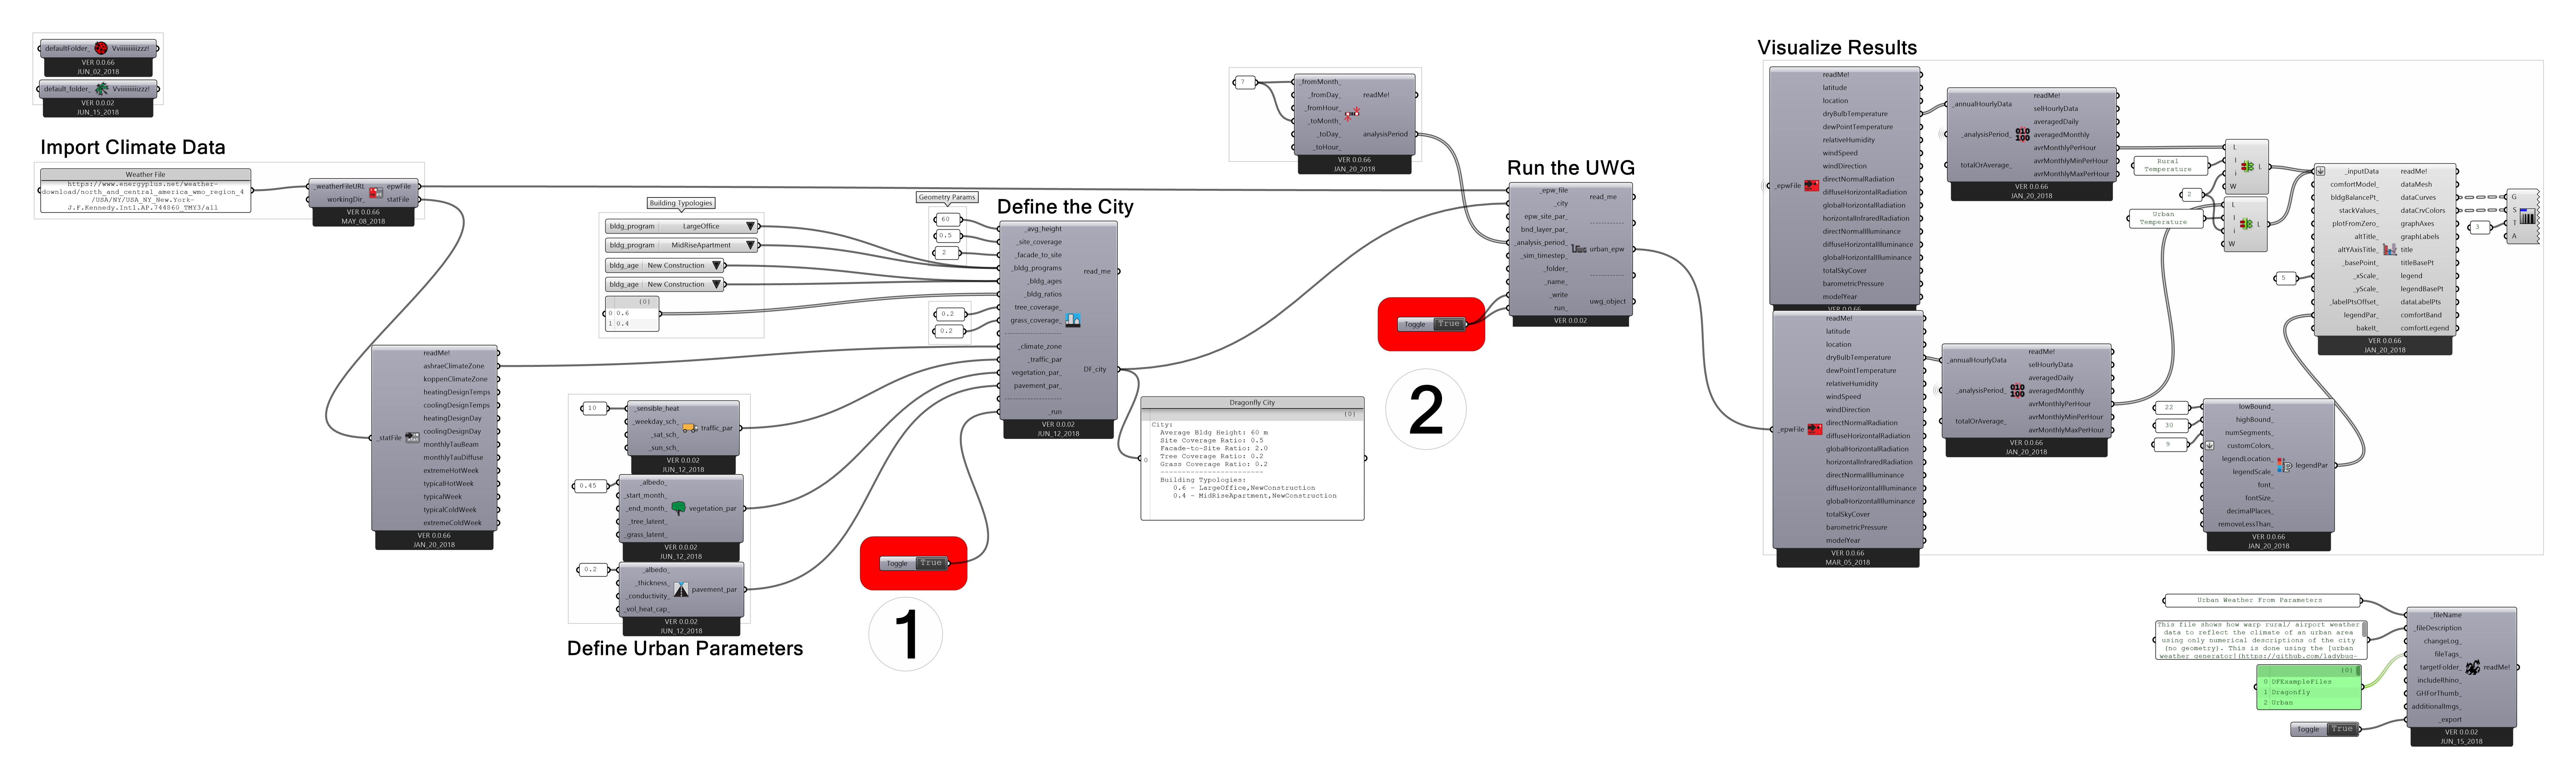 defaultFolder_ Vviiiiiiiiizzz!
VER 0.0.66
JUN_02_2018
default_folder_ Vviiiiiiiiizzz!
VER 0.0.02
JUN_15_2018
Import Climate Data
Weather File
https://www.energyplus.net/weather-
download/north_and_central_america_wmo_region_4
/USA/NY/USA_NY_New.York-
J.F.Kennedy.Intl.AP.744860_TMY3/all
_weatherFileURL epwFile
workingDir_ statFile
VER 0.0.66
MAY_08_2018
_statFile
readMe!
ashraeClimateZone
koppenClimateZone
heatingDesignTemps
coolingDesignTemps
heatingDesignDay
coolingDesignDay
monthlyTauBeam
monthlyTauDiffuse
extremeHotWeek
typicalHotWeek
typicalWeek
typicalColdWeek
extremeColdWeek
VER 0.0.66
JAN_20_2018
Building Typologies
bldg_program LargeOffice
bldg_program MidRiseApartment
bldg_age New Construction
bldg_age New Construction
{0}
0 0.6
1 0.4
Geometry Params
60
0.5
2
0.2
0.2
Define the City
_avg_height
_site_coverage
_facade_to_site
_bldg_programs
_bldg_ages
_bldg_ratios
tree_coverage_
grass_coverage_
--------------------
_climate_zone
_traffic_par
vegetation_par_
pavement_par_
--------------------
_run
read_me
DF_city
VER 0.0.02
JUN_12_2018
10
_sensible_heat
_weekday_sch_
_sat_sch_
_sun_sch_
traffic_par
VER 0.0.02
JUN_12_2018
0.45
_albedo_
_start_month_
_end_month_
_tree_latent_
_grass_latent_
vegetation_par
VER 0.0.02
JUN_12_2018
0.2
_albedo_
_thickness_
_conductivity_
_vol_heat_cap_
pavement_par
VER 0.0.02
JUN_12_2018
Define Urban Parameters
Toggle True
1
Dragonfly City
{0}
0
City:
Average Bldg Height: 60 m
Site Coverage Ratio: 0.5
Facade-to-Site Ratio: 2.0
Tree Coverage Ratio: 0.2
Grass Coverage Ratio: 0.2
------------------------
Building Typologies:
0.6 - LargeOffice,NewConstruction
0.4 - MidRiseApartment,NewConstruction
7
_fromMonth_
_fromDay_
_fromHour_
_toMonth_
_toDay_
_toHour_
readMe!
analysisPeriod
VER 0.0.66
JAN_20_2018
Toggle True
2
Run the UWG
_epw_file
_city
epw_site_par_
bnd_layer_par_
_analysis_period_
_sim_timestep_
_folder_
_name_
_write
run_
read_me
------------
urban_epw
------------
uwg_object
VER 0.0.02
Visualize Results
_epwFile
readMe!
latitude
location
dryBulbTemperature
dewPointTemperature
relativeHumidity
windSpeed
windDirection
directNormalRadiation
diffuseHorizontalRadiation
globalHorizontalRadiation
horizontalInfraredRadiation
directNormalIlluminance
diffuseHorizontalIlluminance
globalHorizontalIlluminance
totalSkyCover
barometricPressure
modelYear
VER 0.0.66
_epwFile
readMe!
latitude
location
dryBulbTemperature
dewPointTemperature
relativeHumidity
windSpeed
windDirection
directNormalRadiation
diffuseHorizontalRadiation
globalHorizontalRadiation
horizontalInfraredRadiation
directNormalIlluminance
diffuseHorizontalIlluminance
globalHorizontalIlluminance
totalSkyCover
barometricPressure
modelYear
VER 0.0.66
MAR_05_2018
_annualHourlyData
_analysisPeriod_
totalOrAverage_
readMe!
selHourlyData
averagedDaily
averagedMonthly
avrMonthlyPerHour
avrMonthlyMinPerHour
avrMonthlyMaxPerHour
VER 0.0.66
JAN_20_2018
_annualHourlyData
_analysisPeriod_
totalOrAverage_
readMe!
selHourlyData
averagedDaily
averagedMonthly
avrMonthlyPerHour
avrMonthlyMinPerHour
avrMonthlyMaxPerHour
VER 0.0.66
JAN_20_2018
Rural
Temperature
2
Urban
Temperature
L
i
W
L
L
i
W
L
5
_inputData
comfortModel_
bldgBalancePt_
stackValues_
plotFromZero_
altTitle_
altYAxisTitle_
_basePoint_
_xScale_
_yScale_
_labelPtsOffset_
legendPar_
bakeIt_
readMe!
dataMesh
dataCurves
dataCrvColors
graphAxes
graphLabels
title
titleBasePt
legend
legendBasePt
dataLabelPts
comfortBand
comfortLegend
VER 0.0.66
JAN_20_2018
3
G
S
T
A
22
30
9
lowBound_
highBound_
numSegments_
customColors_
legendLocation_
legendScale_
font_
fontSize_
decimalPlaces_
removeLessThan_
legendPar
VER 0.0.66
JAN_20_2018
Urban Weather From Parameters
This file shows how warp rural/ airport weather
data to reflect the climate of an urban area
using only numerical descriptions of the city
(no geometry). This is done using the [urban
weather generator](https://github.com/ladybug-
{0}
0 DFExampleFiles
1 Dragonfly
2 Urban
Toggle True
_fileName
_fileDescription
changeLog_
fileTags_
targetFolder_
includeRhino_
GHForThumb_
additionalImgs_
_export
readMe!
VER 0.0.02
JUN_15_2018